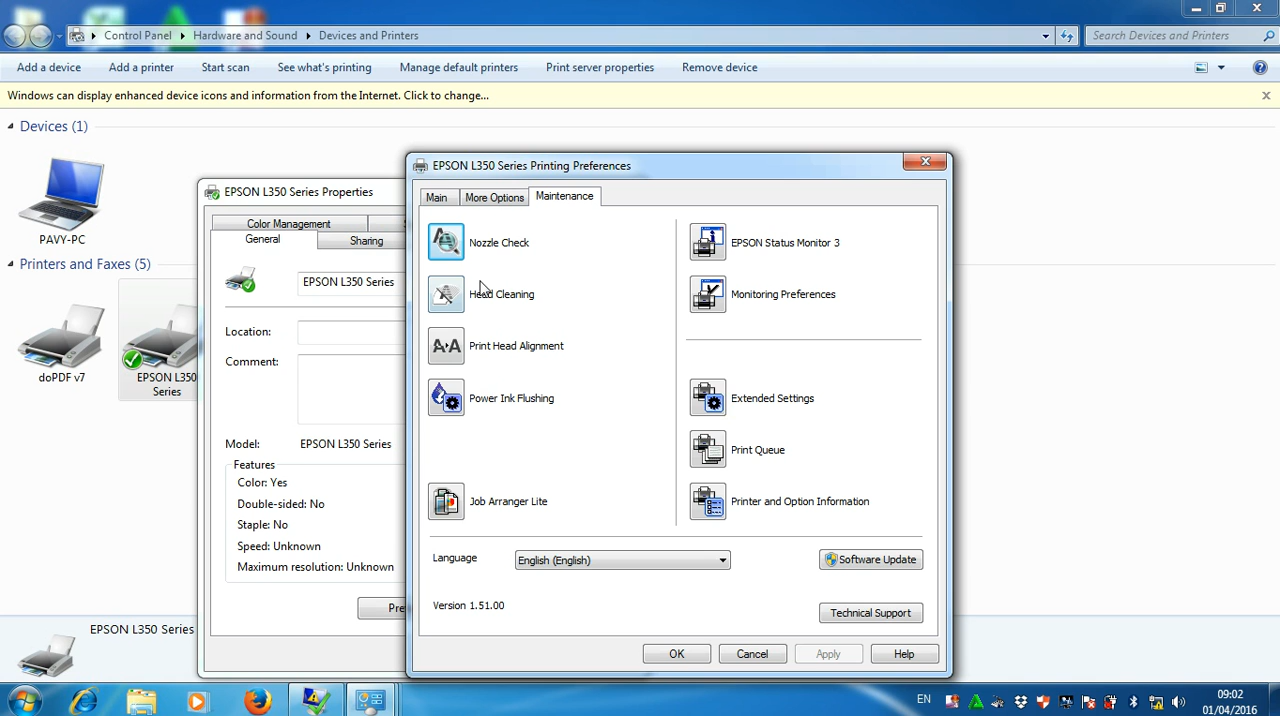 Control Panel
Hardware and Sound
Devices and Printers
Search Devices and Printers
Add a device
Add a printer
Start scan
See what's printing
Manage default printers
Print server properties
Remove device
Windows can display enhanced device icons and information from the Internet. Click to change...
Devices (1)
PAVY-PC
Printers and Faxes (5)
doPDF v7
EPSON L350
Series
EPSON L350 Series Properties
Color Management
General
Sharing
EPSON L350 Series
Location:
Comment:
Model:
EPSON L350 Series
Features
Color: Yes
Double-sided: No
Staple: No
Speed: Unknown
Maximum resolution: Unknown
EPSON L350 Series Printing Preferences
Main
More Options
Maintenance
Nozzle Check
Head Cleaning
Print Head Alignment
Power Ink Flushing
Job Arranger Lite
EPSON Status Monitor 3
Monitoring Preferences
Extended Settings
Print Queue
Printer and Option Information
Language
English (English)
Software Update
Version 1.51.00
Technical Support
OK
Cancel
Apply
Help
EPSON L350 Series
EN
09:02
01/04/2016